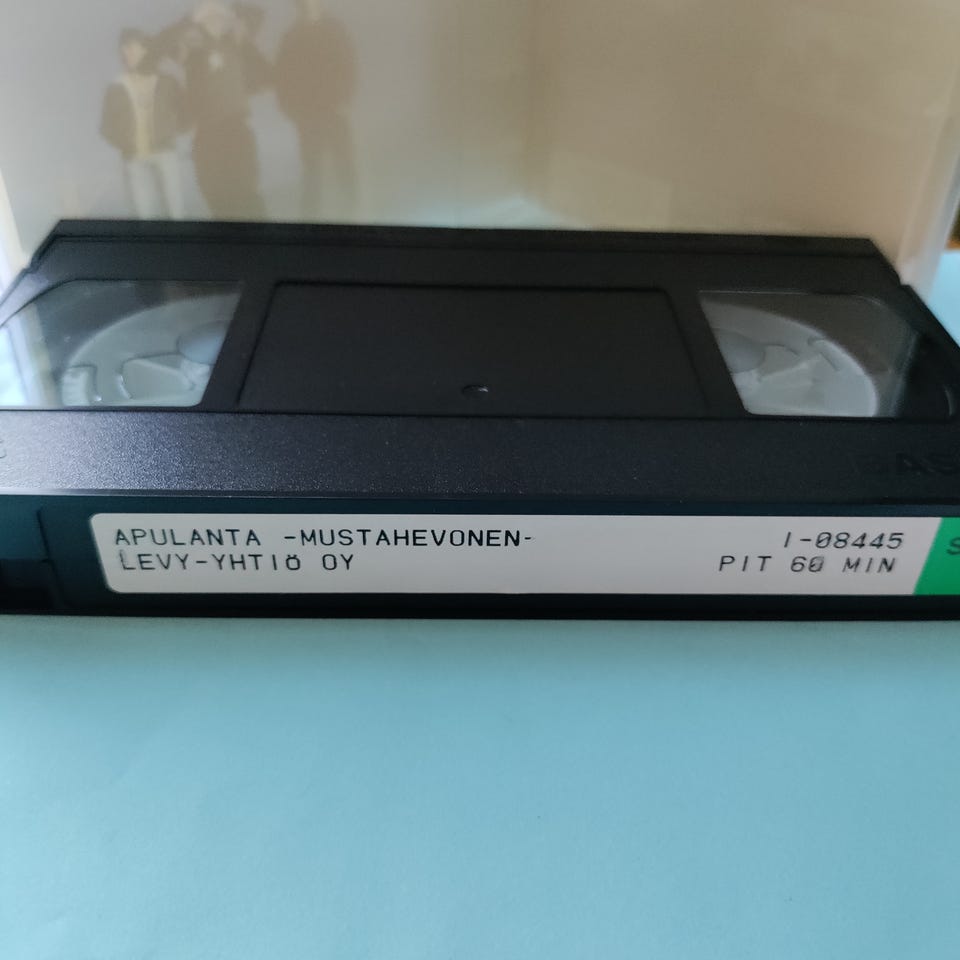 APULANTA -MUSTAHEVONEN-
LEVY-YHTIÖ OY
I-08445
PIT 60 MIN